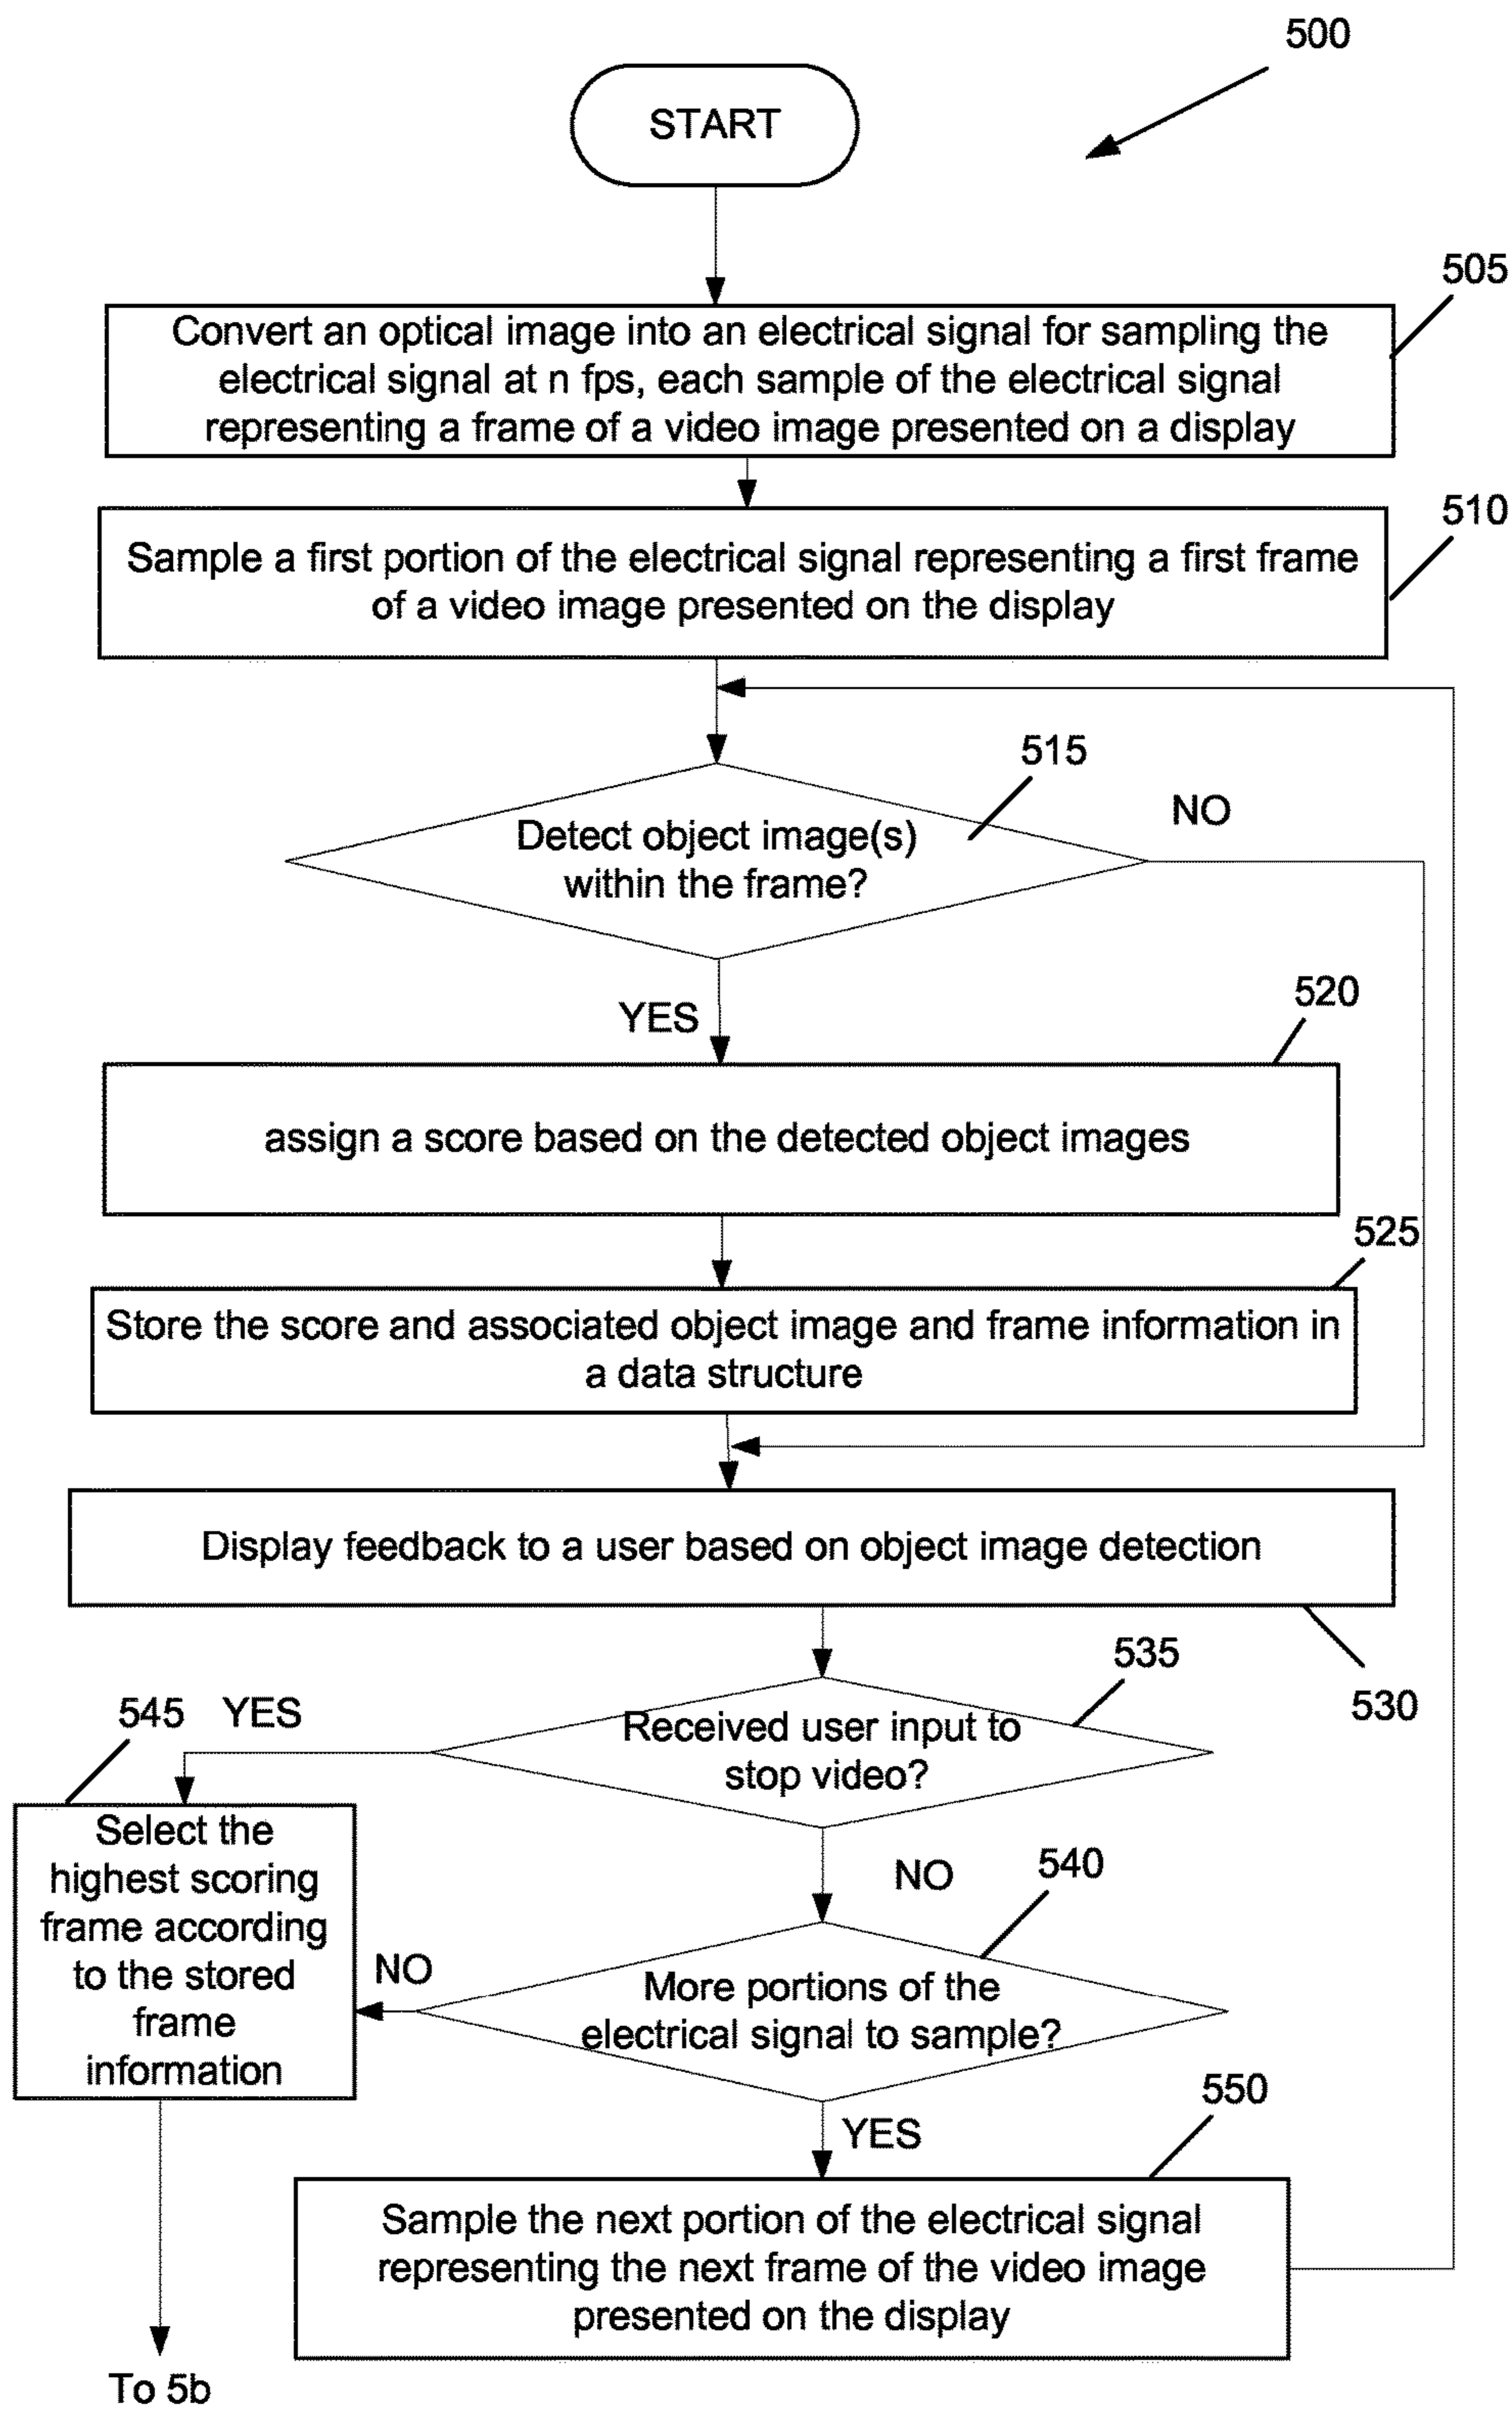 500
START
505
Convert an optical image into an electrical signal for sampling the
electrical signal at n fps, each sample of the electrical signal
representing a frame of a video image presented on a display
510
Sample a first portion of the electrical signal representing a first frame
of a video image presented on the display
515
NO
Detect object image(s)
within the frame?
YES
520
assign a score based on the detected object images
525
Store the score and associated object image and frame information in
a data structure
Display feedback to a user based on object image detection
530
535
545
YES
Received user input to
stop video?
Select the
highest scoring
frame according
to the stored
frame
information
NO
540
NO
More portions of the
electrical signal to sample?
YES
550
Sample the next portion of the electrical signal
representing the next frame of the video image
presented on the display
To 5b